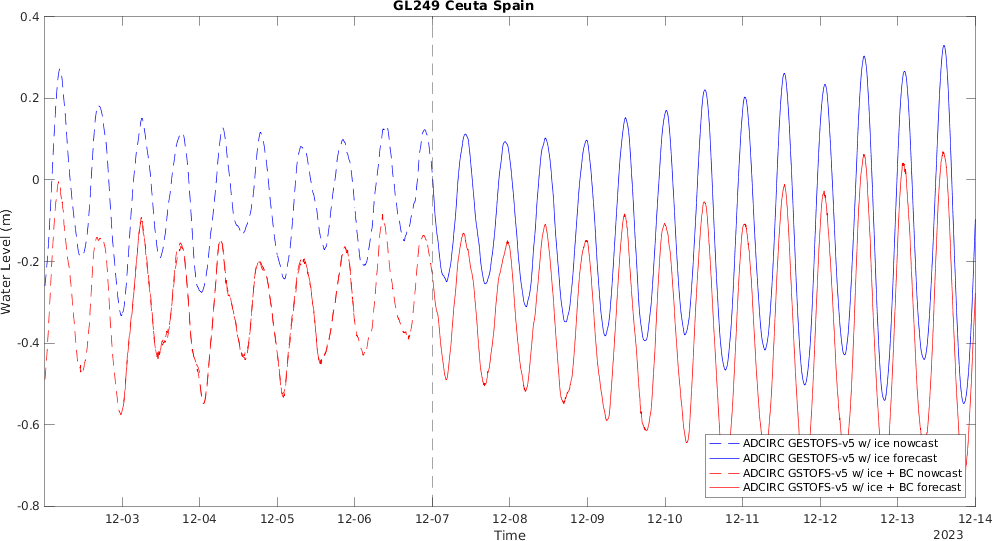 GL249 Ceuta Spain
0.4
0.2
0
-0.2
-0.4
-0.6
-0.8
Water Level (m)
12-03 12-04 12-05 12-06 12-07 12-08 12-09 12-10 12-11 12-12 12-13 12-14
Time
2023
ADCIRC GESTOFS-v5 w/ ice nowcast
ADCIRC GESTOFS-v5 w/ ice forecast
ADCIRC GSTOFS-v5 w/ ice + BC nowcast
ADCIRC GSTOFS-v5 w/ ice + BC forecast